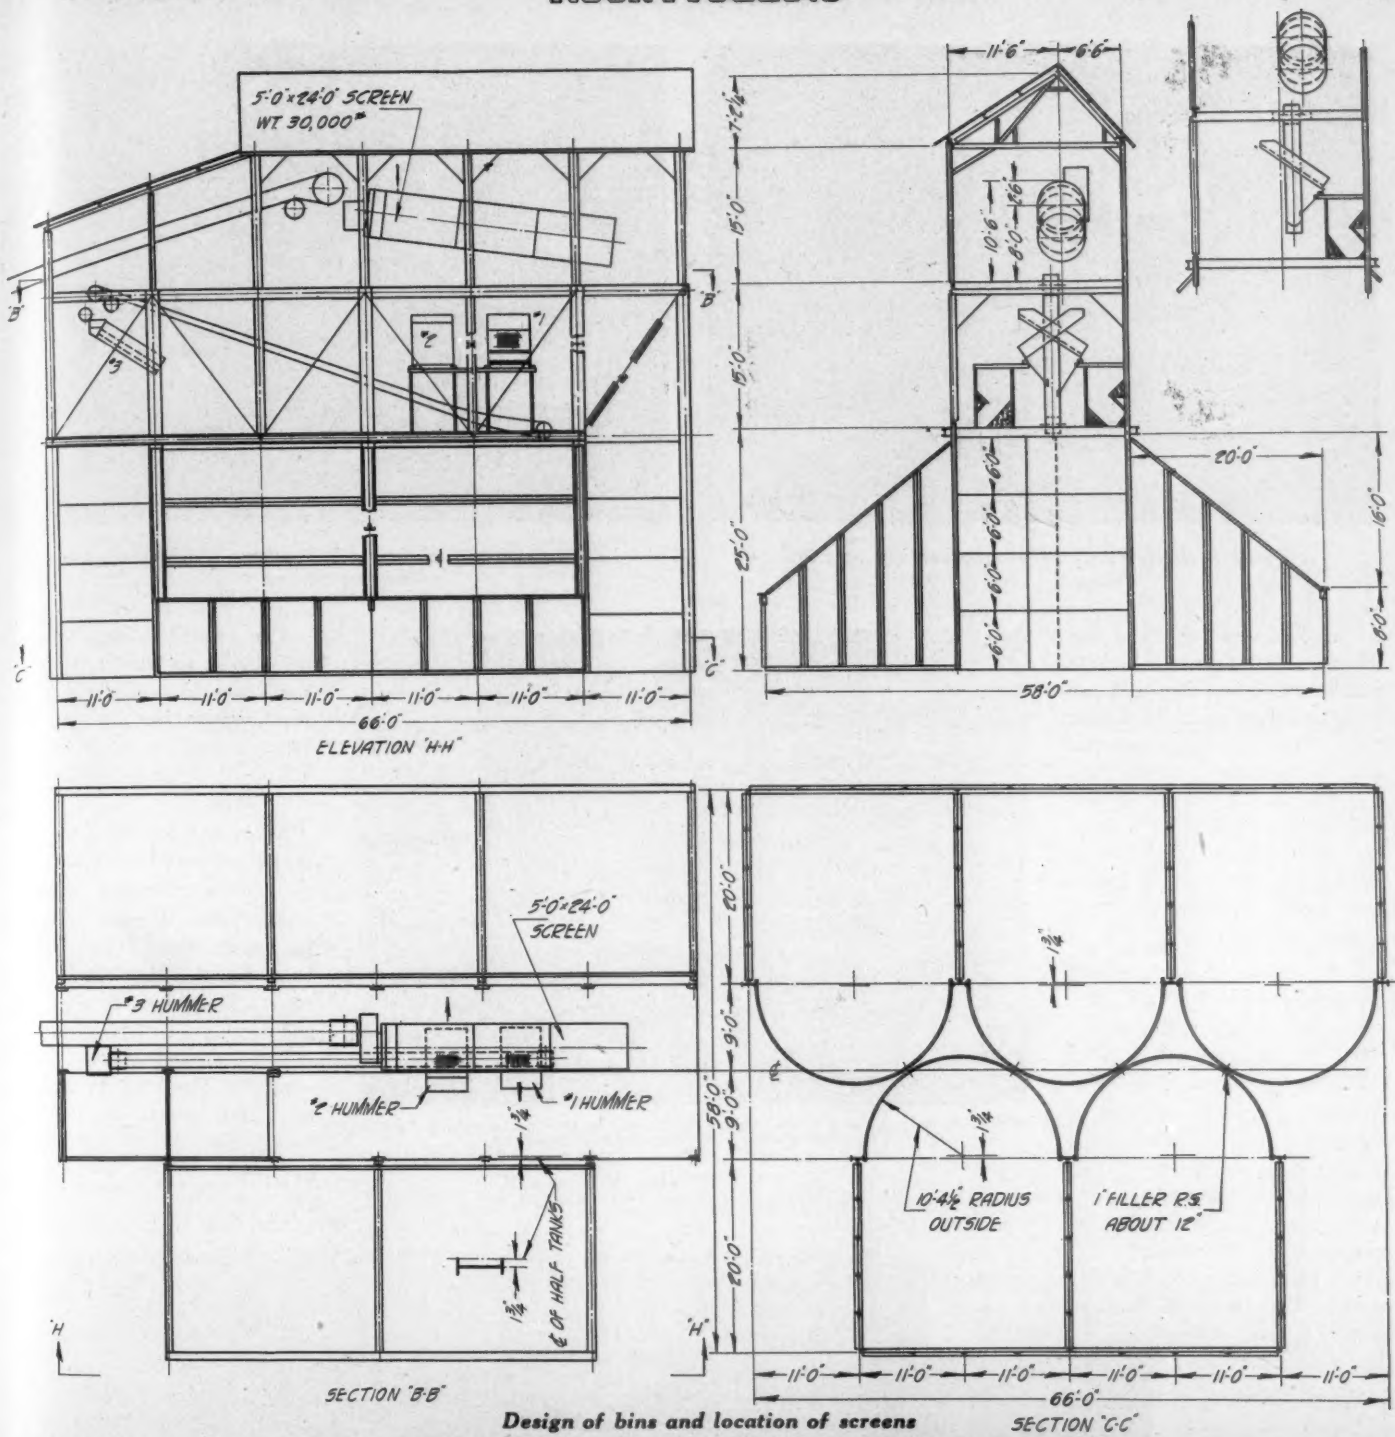 5'-0"×24'-0" SCREEN
WT. 30,000#
#2
#1
#3
"B"
"B"
"C"
"C"
11'-0" 11'-0" 11'-0" 11'-0" 11'-0" 11'-0"
66'-0"
ELEVATION "H-H"
11'-6" 6'-6"
7'-2½"
15'-0"
15'-0"
25'-0"
10'-6"
2'-6"
8'-0"
6'-0"
6'-0"
6'-0"
6'-0"
20'-0"
16'-0"
8'-0"
58'-0"
5'-0"×24'-0"
SCREEN
#3 HUMMER
#2 HUMMER
#1 HUMMER
1¾"
1¾"
℄ OF HALF TANKS
"H"
"H"
SECTION "B-B"
20'-0"
9'-0"
58'-0"
9'-0"
20'-0"
1¾"
1¾"
10'-4½" RADIUS
OUTSIDE
1" FILLER R.S.
ABOUT 12"
11'-0" 11'-0" 11'-0" 11'-0" 11'-0" 11'-0"
66'-0"
SECTION "C-C"
Design of bins and location of screens